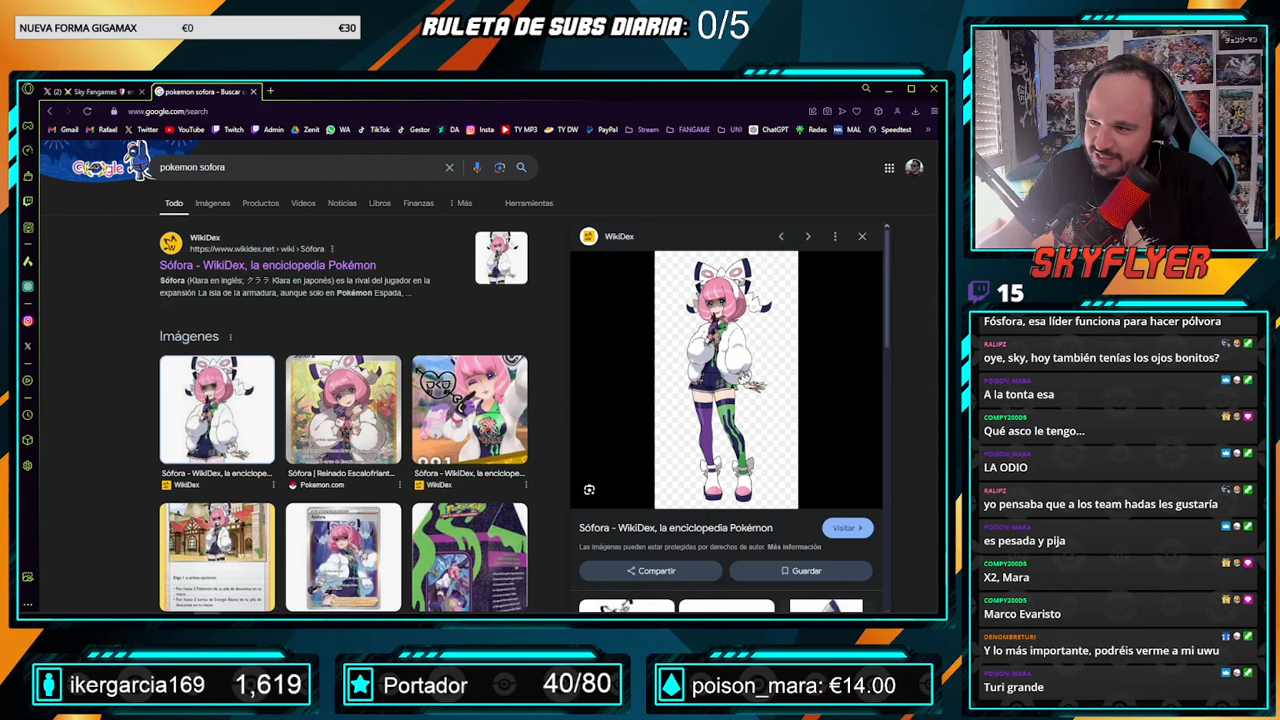 NUEVA FORMA GIGAMAX €0 €30
RULETA DE SUBS DIARIA: 0/5
(2) Sky Fangames
pokemon sofora - Buscar c
www.google.com/search
Gmail Rafael Twitter YouTube Twitch Admin Zenit WA TikTok Gestor DA Insta TY MP3 TY DW PayPal Stream FANGAME UNI ChatGPT Redes MAL Speedtest
Google
pokemon sofora
Todo Imágenes Productos Videos Noticias Libros Finanzas Más Herramientas
WikiDex
https://www.wikidex.net › wiki › Sófora
Sófora - WikiDex, la enciclopedia Pokémon
Sófora (Klara en inglés; クララ Klara en japonés) es la rival del jugador en la
expansión La isla de la armadura, aunque solo en Pokémon Espada, ...
Imágenes
Sófora - WikiDex, la enciclope...
WikiDex
Sófora | Reinado Escalofriant...
Pokemon.com
Sófora - WikiDex, la enciclope...
WikiDex
WikiDex
Sófora - WikiDex, la enciclopedia Pokémon
Visitar
Las imágenes pueden estar protegidas por derechos de autor. Más información
Compartir
Guardar
SKYFLYER
15
Fósfora, esa líder funciona para hacer pólvora
RALIPZ
oye, sky, hoy también tenías los ojos bonitos?
POISON_MARA
A la tonta esa
COMPY200DS
Qué asco le tengo...
POISON_MARA
LA ODIO
RALIPZ
yo pensaba que a los team hadas les gustaría
POISON_MARA
es pesada y pija
COMPY200DS
X2, Mara
COMPY200DS
Marco Evaristo
DENOMBRETURI
Y lo más importante, podréis verme a mi uwu
POISON_MARA
Turi grande
ikergarcia169 1,619
Portador 40/80
poison_mara: €14.00